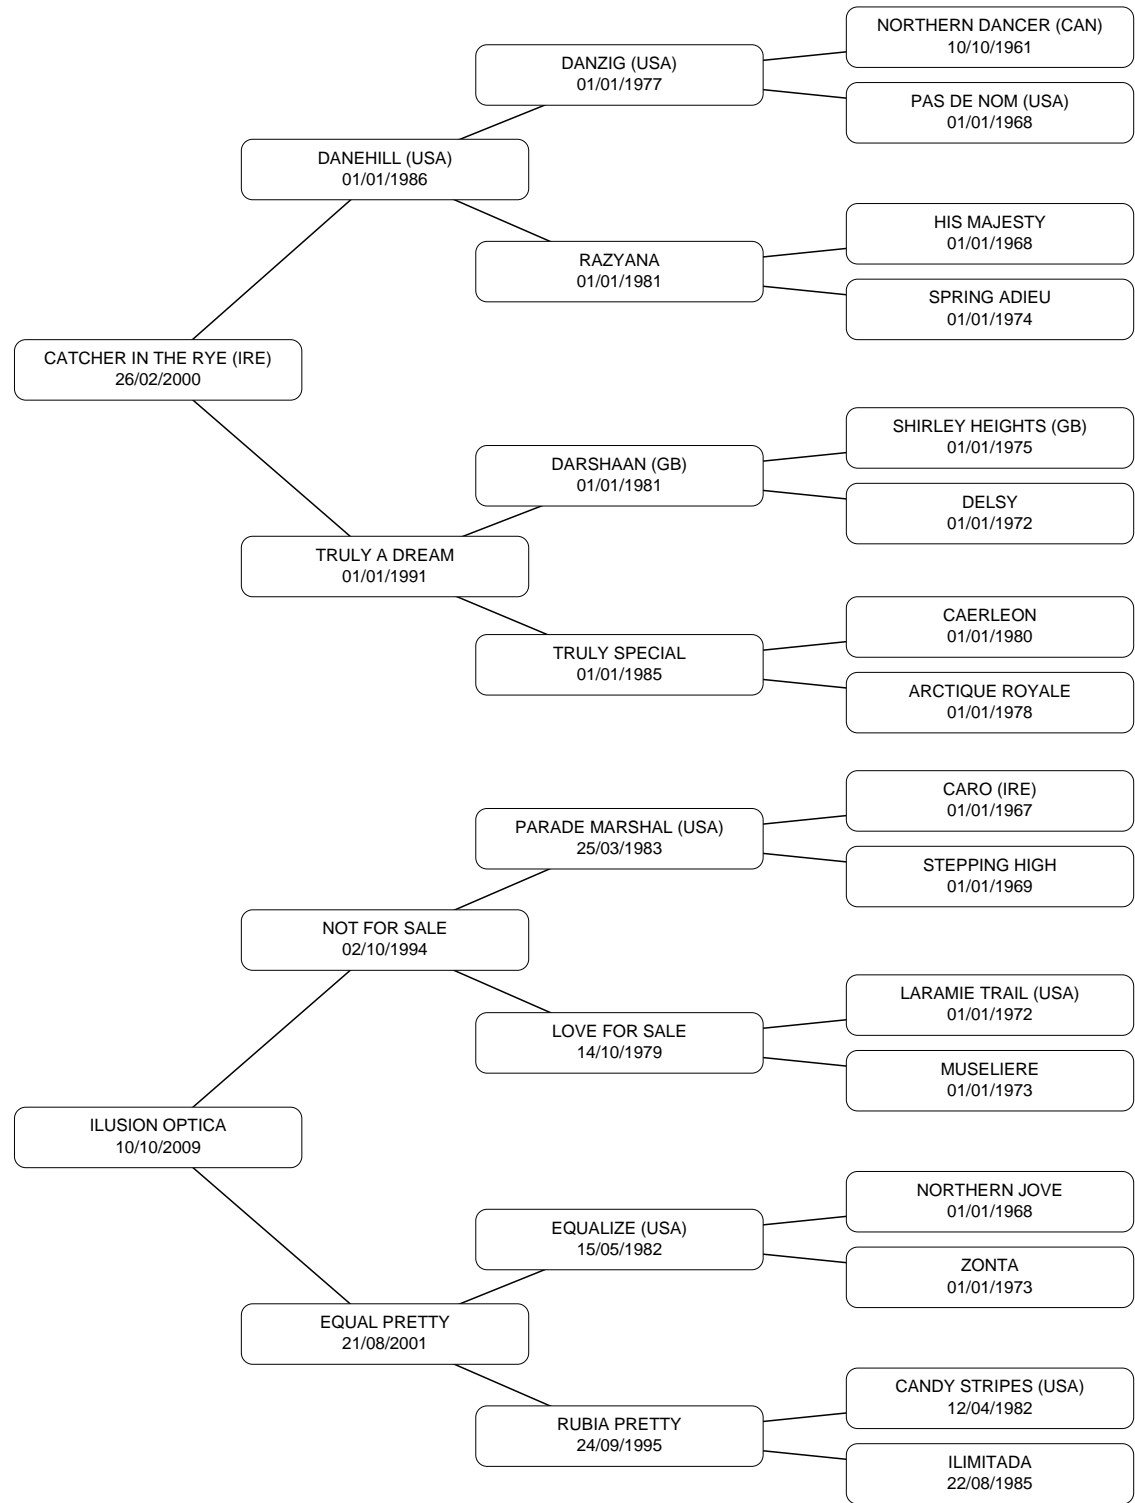 NORTHERN DANCER (CAN)
10/10/1961
DANZIG (USA)
01/01/1977
PAS DE NOM (USA)
01/01/1968
DANEHILL (USA)
01/01/1986
HIS MAJESTY
01/01/1968
RAZYANA
01/01/1981
SPRING ADIEU
01/01/1974
CATCHER IN THE RYE (IRE)
26/02/2000
SHIRLEY HEIGHTS (GB)
01/01/1975
DARSHAAN (GB)
01/01/1981
DELSY
01/01/1972
TRULY A DREAM
01/01/1991
CAERLEON
01/01/1980
TRULY SPECIAL
01/01/1985
ARCTIQUE ROYALE
01/01/1978
CARO (IRE)
01/01/1967
PARADE MARSHAL (USA)
25/03/1983
STEPPING HIGH
01/01/1969
NOT FOR SALE
02/10/1994
LARAMIE TRAIL (USA)
01/01/1972
LOVE FOR SALE
14/10/1979
MUSELIERE
01/01/1973
ILUSION OPTICA
10/10/2009
NORTHERN JOVE
01/01/1968
EQUALIZE (USA)
15/05/1982
ZONTA
01/01/1973
EQUAL PRETTY
21/08/2001
CANDY STRIPES (USA)
12/04/1982
RUBIA PRETTY
24/09/1995
ILIMITADA
22/08/1985